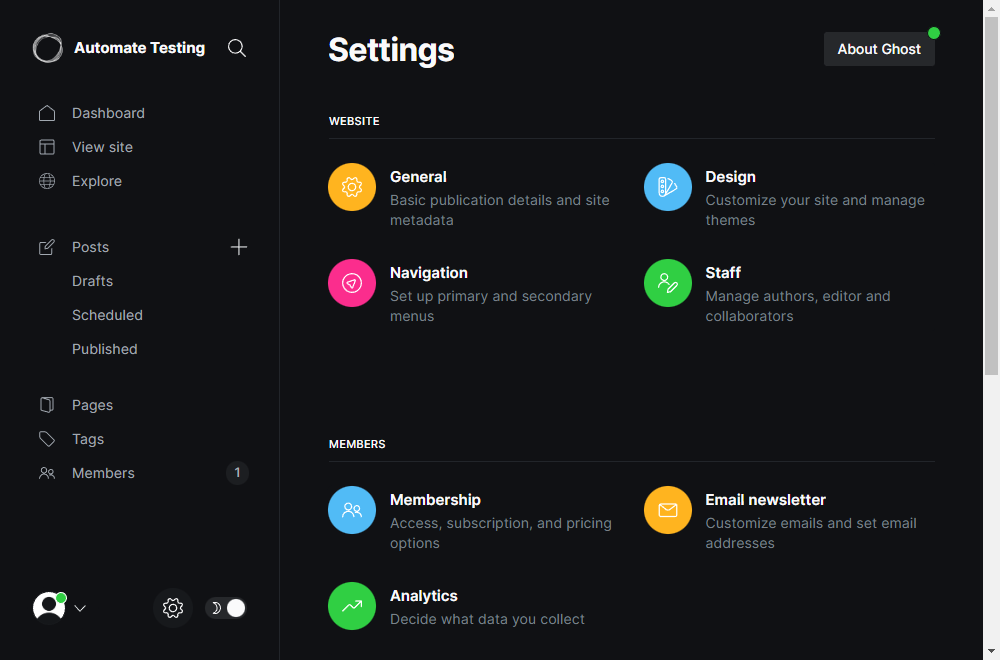 Automate Testing
Dashboard
View site
Explore
Posts
Drafts
Scheduled
Published
Pages
Tags
Members 1
Settings
About Ghost
WEBSITE
General
Basic publication details and site
metadata
Design
Customize your site and manage
themes
Navigation
Set up primary and secondary
menus
Staff
Manage authors, editor and
collaborators
MEMBERS
Membership
Access, subscription, and pricing
options
Email newsletter
Customize emails and set email
addresses
Analytics
Decide what data you collect